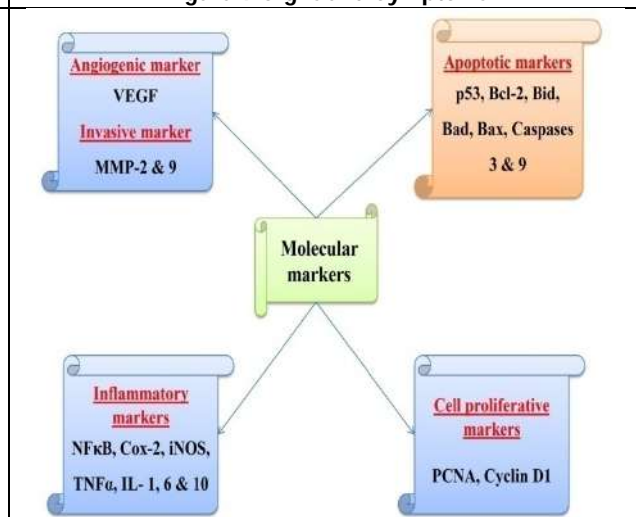 Angiogenic marker
VEGF
Invasive marker
MMP-2 & 9
Apoptotic markers
p53, Bcl-2, Bid,
Bad, Bax, Caspases
3 & 9
Molecular
markers
Inflammatory
markers
NFκB, Cox-2, iNOS,
TNFα, IL- 1, 6 & 10
Cell proliferative
markers
PCNA, Cyclin D1